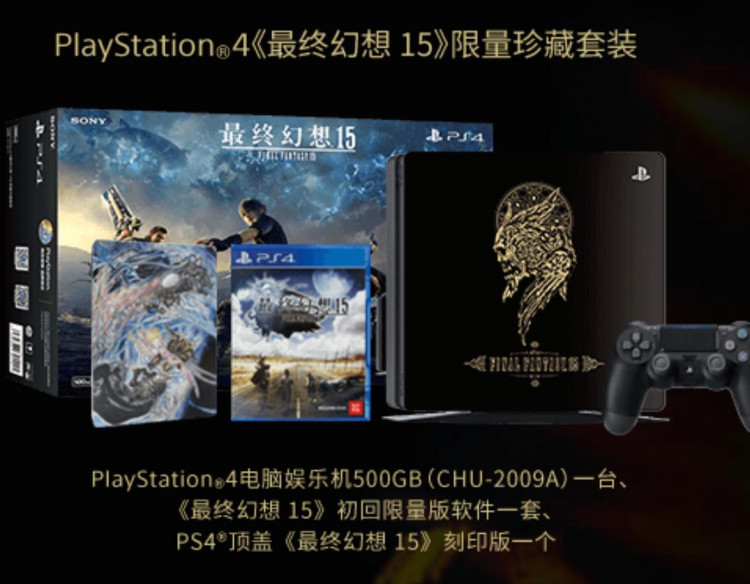 PlayStation®4《最终幻想 15》限量珍藏套装
SONY
最终幻想15
FINAL FANTASY XV
PS4
SONY
PS4
PlayStation
PS4
最终幻想15
FINAL FANTASY XV
PlayStation®4电脑娱乐机500GB（CHU-2009A）一台、
《最终幻想 15》初回限量版软件一套、
PS4®顶盖《最终幻想 15》刻印版一个